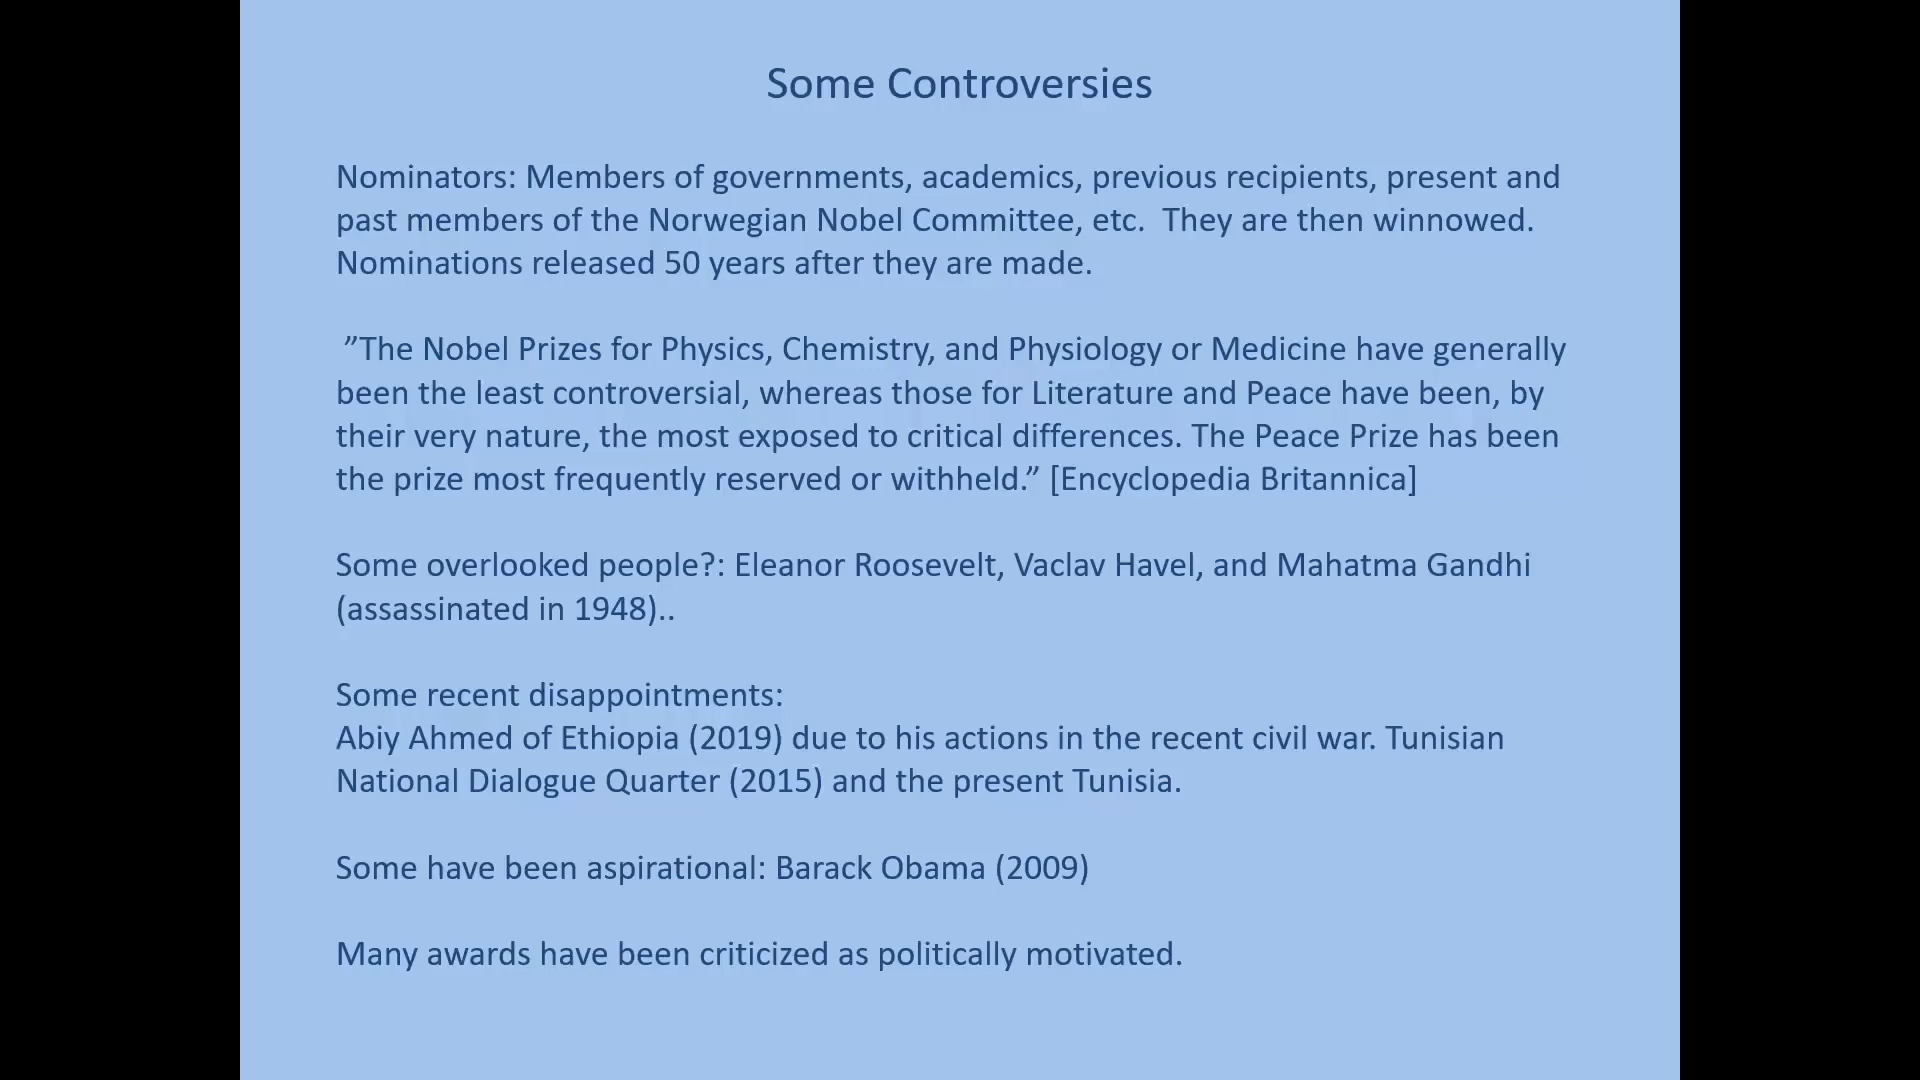 Some Controversies
Nominators: Members of governments, academics, previous recipients, present and
past members of the Norwegian Nobel Committee, etc.  They are then winnowed.
Nominations released 50 years after they are made.
”The Nobel Prizes for Physics, Chemistry, and Physiology or Medicine have generally
been the least controversial, whereas those for Literature and Peace have been, by
their very nature, the most exposed to critical differences. The Peace Prize has been
the prize most frequently reserved or withheld.” [Encyclopedia Britannica]
Some overlooked people?: Eleanor Roosevelt, Vaclav Havel, and Mahatma Gandhi
(assassinated in 1948)..
Some recent disappointments:
Abiy Ahmed of Ethiopia (2019) due to his actions in the recent civil war. Tunisian
National Dialogue Quarter (2015) and the present Tunisia.
Some have been aspirational: Barack Obama (2009)
Many awards have been criticized as politically motivated.